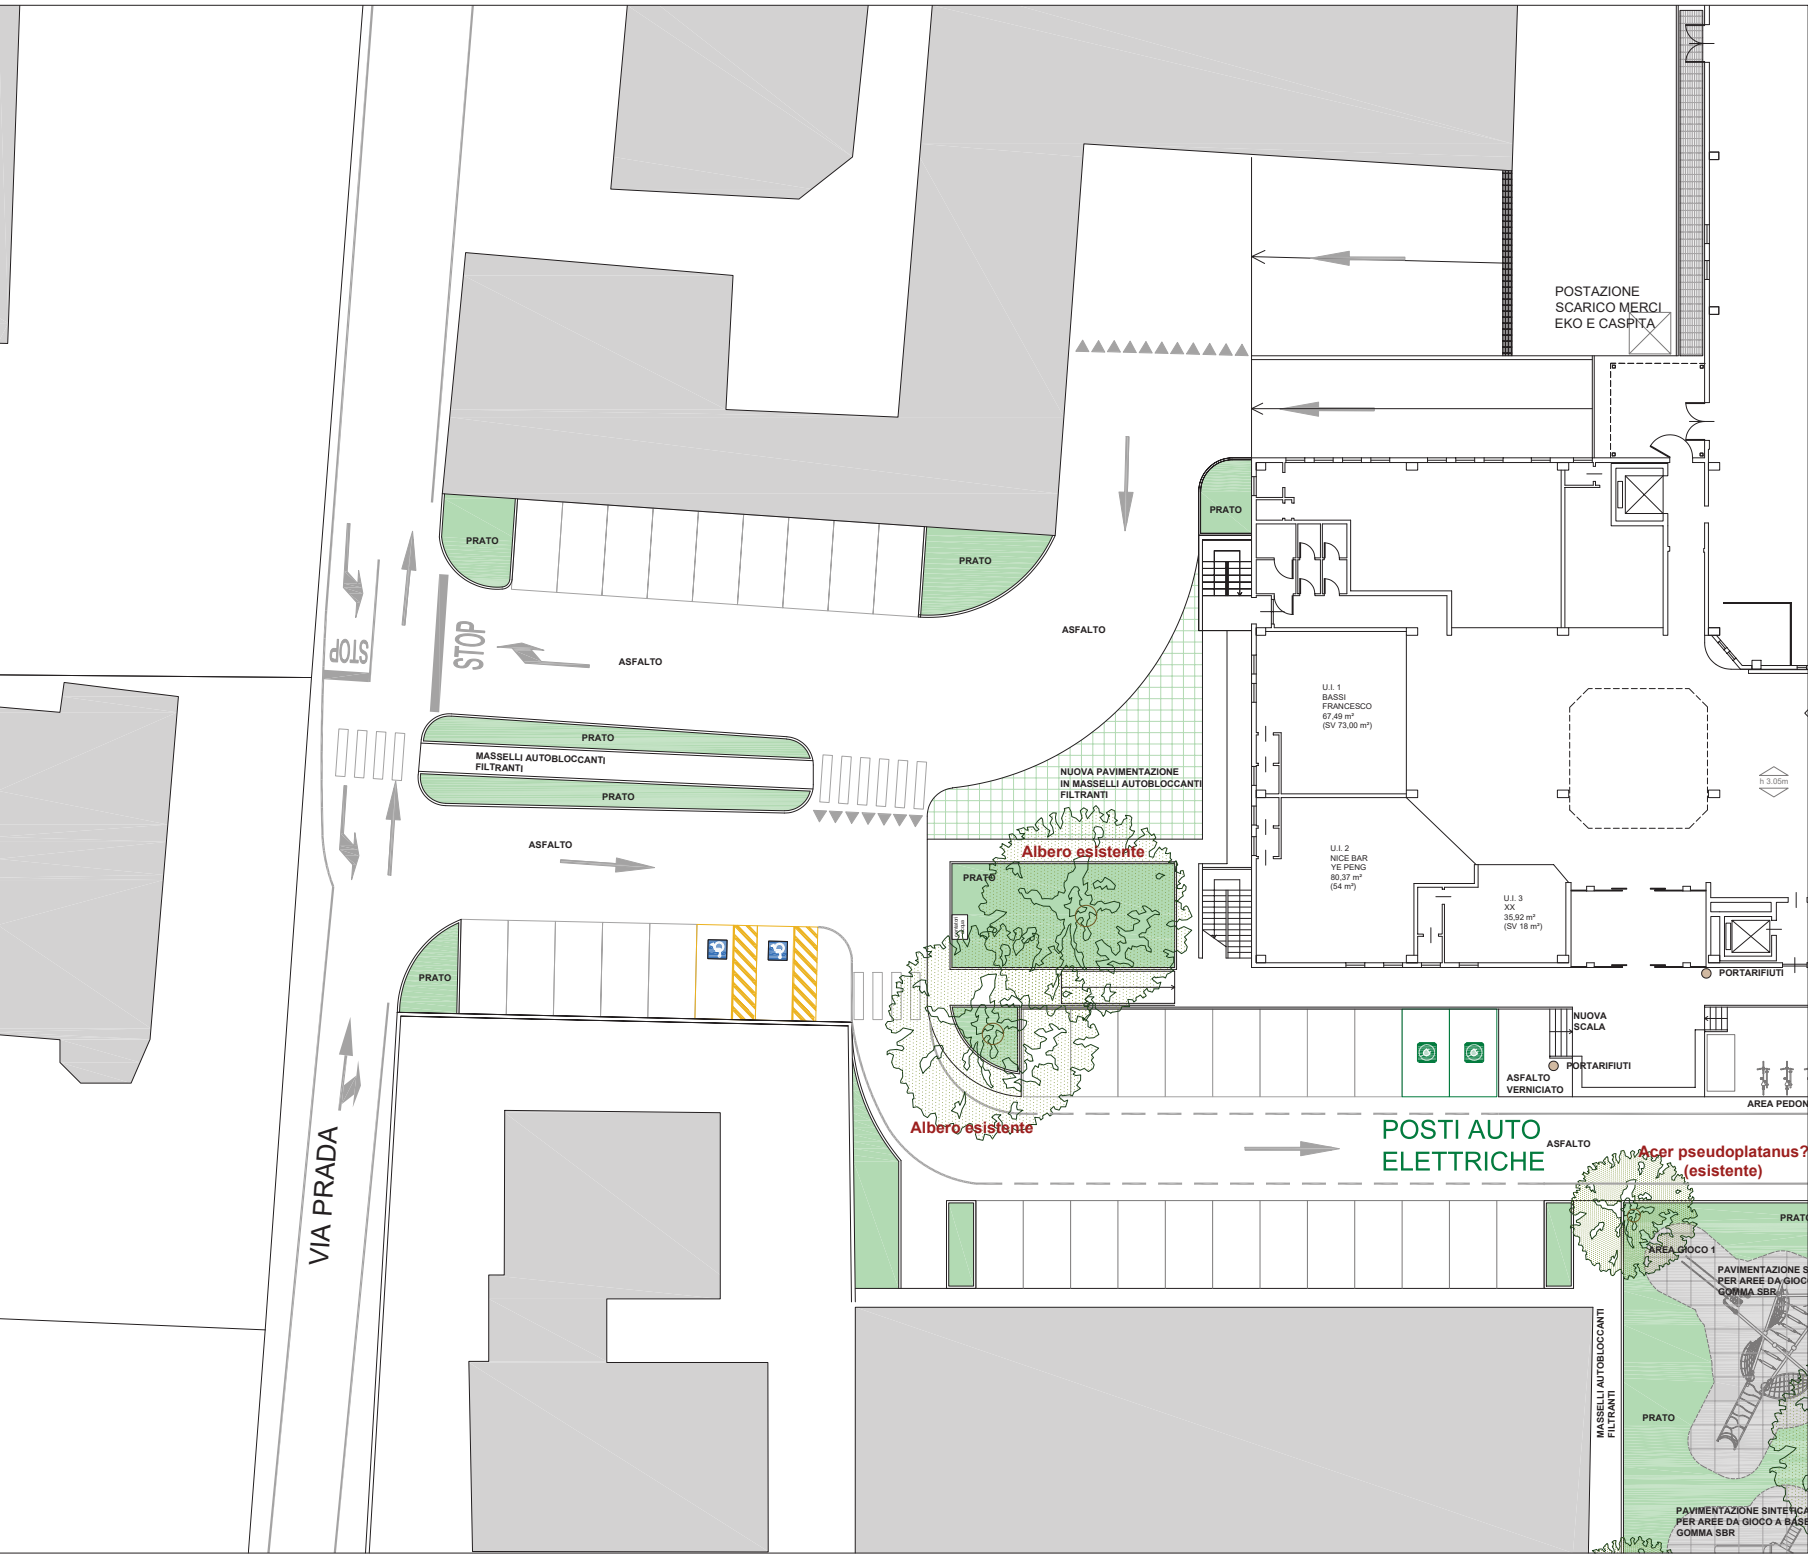 POSTAZIONE
SCARICO MERCI
EKO E CASPITA
PRATO
PRATO
PRATO
ASFALTO
STOP
STOP
ASFALTO
U.I. 1
BASSI
FRANCESCO
67,49 m²
(SV 73,00 m²)
PRATO
MASSELLI AUTOBLOCCANTI
FILTRANTI
PRATO
NUOVA PAVIMENTAZIONE
IN MASSELLI AUTOBLOCCANTI
FILTRANTI
h 3.05m
ASFALTO
Albero esistente
PRATO
U.I. 2
NICE BAR
YE PENG
80,37 m²
(54 m²)
U.I. 3
XX
35,92 m²
(SV 18 m²)
PRATO
PORTARIFIUTI
NUOVA
SCALA
PORTARIFIUTI
ASFALTO
VERNICIATO
AREA PEDON
Albero esistente
POSTI AUTO
ELETTRICHE
ASFALTO
Acer pseudoplatanus?
(esistente)
VIA PRADA
PRATO
AREA GIOCO 1
PAVIMENTAZIONE S
PER AREE DA GIOC
GOMMA SBR
MASSELLI AUTOBLOCCANTI
FILTRANTI
PRATO
PAVIMENTAZIONE SINTETICA
PER AREE DA GIOCO A BASE
GOMMA SBR